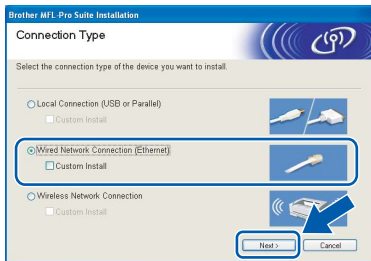 Brother MFL-Pro Suite Installation
Connection Type
Select the connection type of the device you want to install.
Local Connection (USB or Parallel)
Custom Install
Wired Network Connection (Ethernet)
Custom Install
Wireless Network Connection
Custom Install
Next >
Cancel